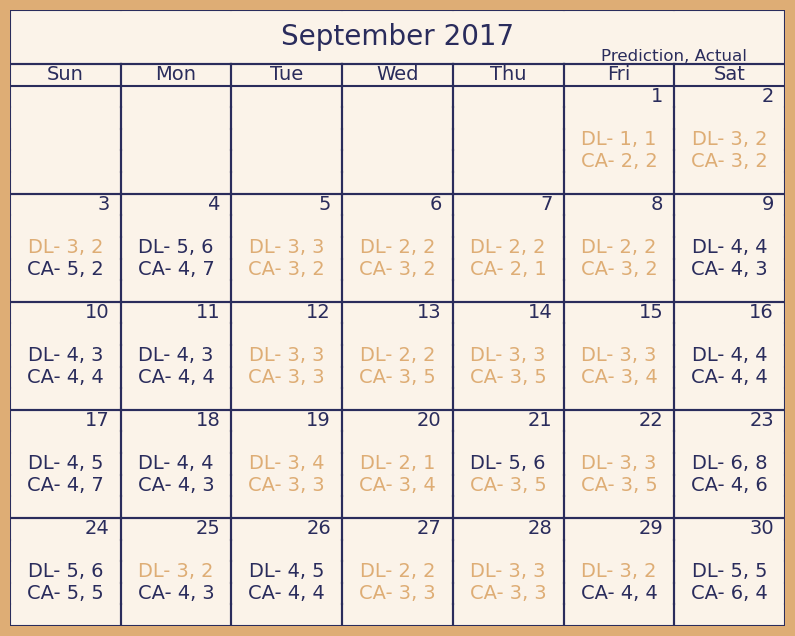 September 2017
Prediction, Actual
Sun Mon Tue Wed Thu Fri Sat
1 2
DL- 1, 1 DL- 3, 2
CA- 2, 2 CA- 3, 2
3 4 5 6 7 8 9
DL- 3, 2 DL- 5, 6 DL- 3, 3 DL- 2, 2 DL- 2, 2 DL- 2, 2 DL- 4, 4
CA- 5, 2 CA- 4, 7 CA- 3, 2 CA- 3, 2 CA- 2, 1 CA- 3, 2 CA- 4, 3
10 11 12 13 14 15 16
DL- 4, 3 DL- 4, 3 DL- 3, 3 DL- 2, 2 DL- 3, 3 DL- 3, 3 DL- 4, 4
CA- 4, 4 CA- 4, 4 CA- 3, 3 CA- 3, 5 CA- 3, 5 CA- 3, 4 CA- 4, 4
17 18 19 20 21 22 23
DL- 4, 5 DL- 4, 4 DL- 3, 4 DL- 2, 1 DL- 5, 6 DL- 3, 3 DL- 6, 8
CA- 4, 7 CA- 4, 3 CA- 3, 3 CA- 3, 4 CA- 3, 5 CA- 3, 5 CA- 4, 6
24 25 26 27 28 29 30
DL- 5, 6 DL- 3, 2 DL- 4, 5 DL- 2, 2 DL- 3, 3 DL- 3, 2 DL- 5, 5
CA- 5, 5 CA- 4, 3 CA- 4, 4 CA- 3, 3 CA- 3, 3 CA- 4, 4 CA- 6, 4